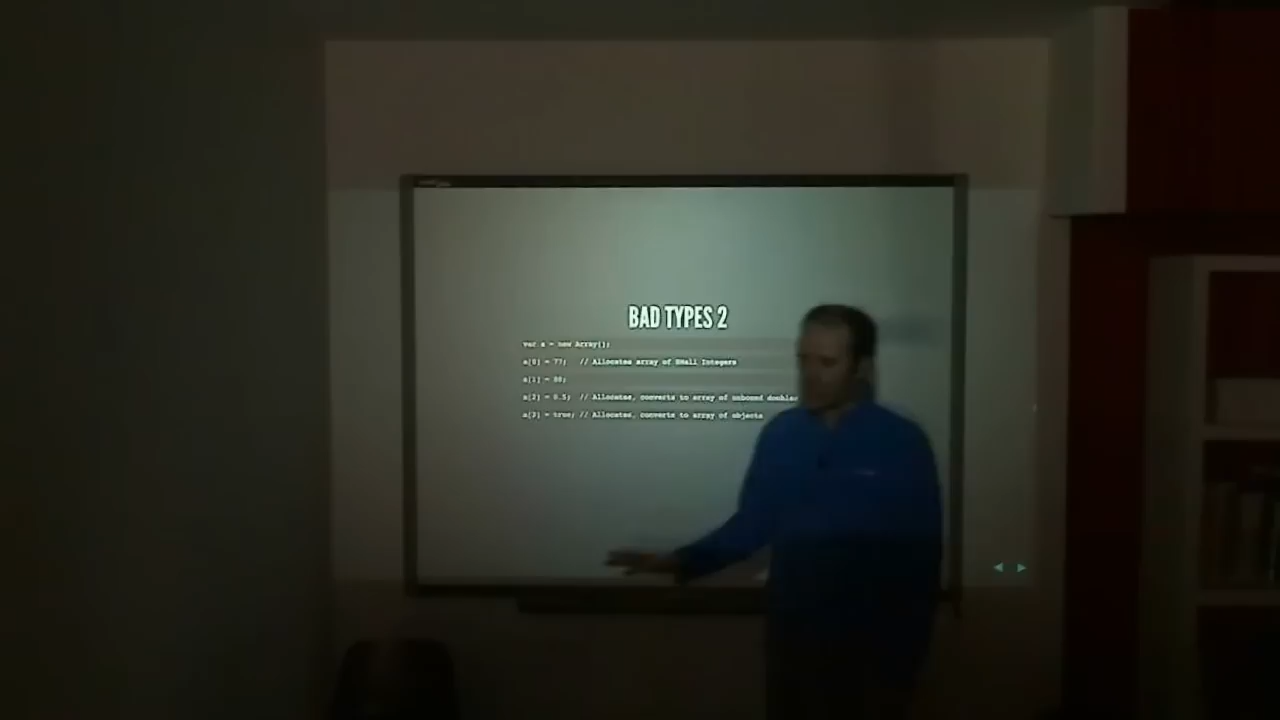 BAD TYPES 2
var a = new Array();
a[0] = 77; // Allocates array of SMall Integers
a[1] = 88;
a[2] = 0.5; // Allocates, converts to array of unbound doubles
a[3] = true; // Allocates, converts to array of objects